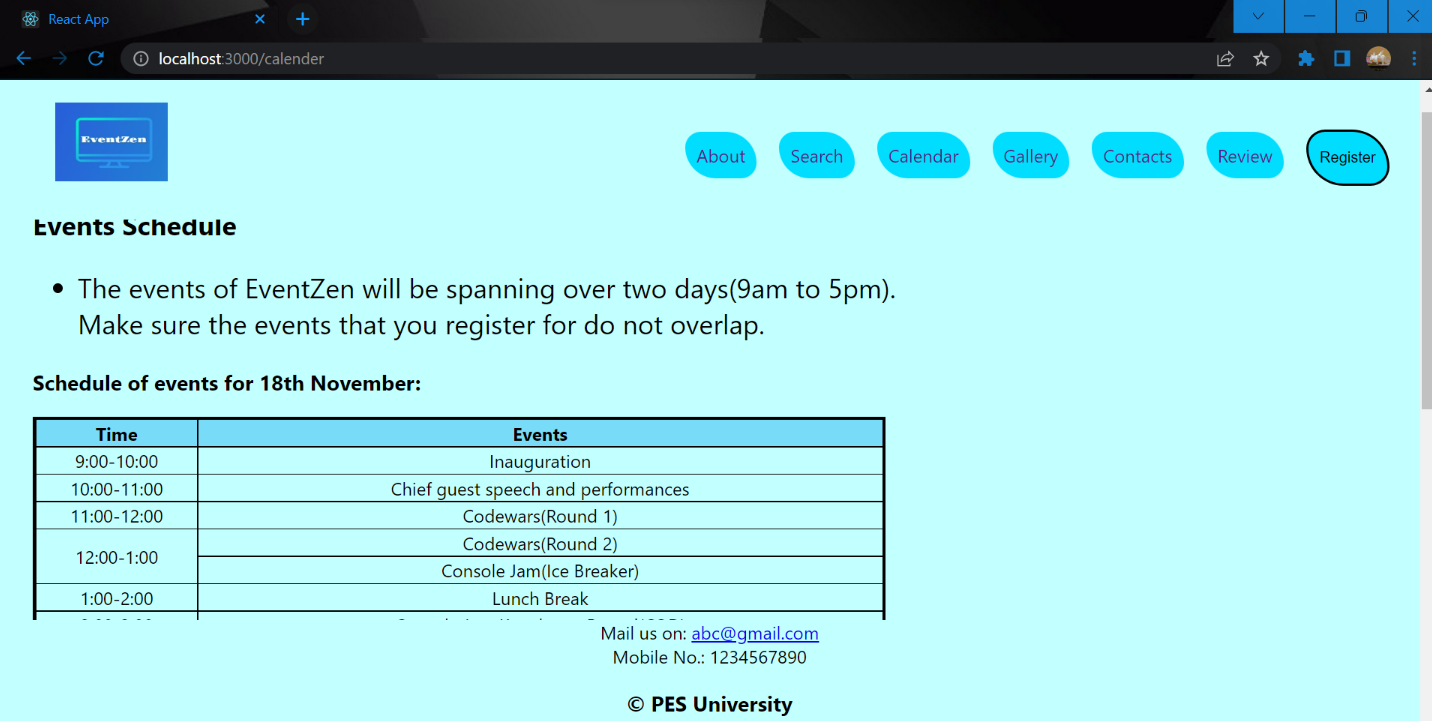 React App
localhost:3000/calender
EventZen
About Search Calendar Gallery Contacts Review Register
Events Schedule
• The events of EventZen will be spanning over two days(9am to 5pm).
Make sure the events that you register for do not overlap.
Schedule of events for 18th November:
Time Events
9:00-10:00 Inauguration
10:00-11:00 Chief guest speech and performances
11:00-12:00 Codewars(Round 1)
12:00-1:00 Codewars(Round 2)
Console Jam(Ice Breaker)
1:00-2:00 Lunch Break
Mail us on: abc@gmail.com
Mobile No.: 1234567890
© PES University